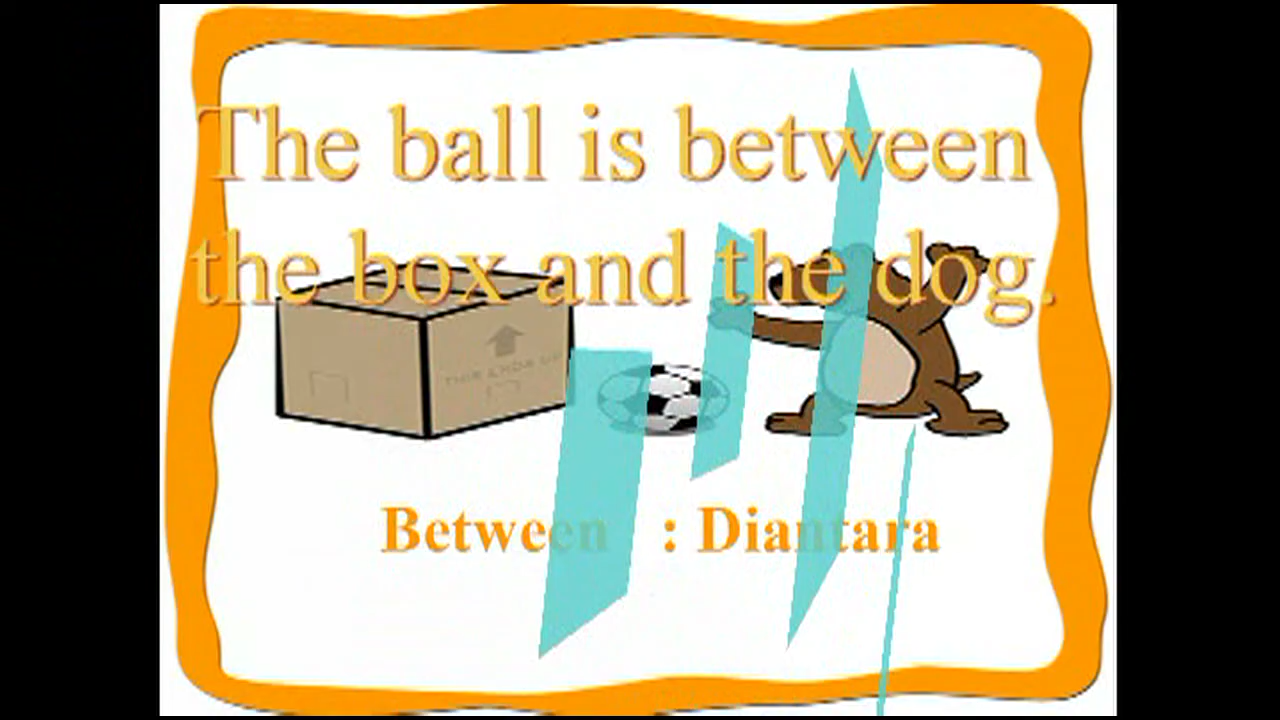 The ball is between
the box and the dog.
Between : Diantara